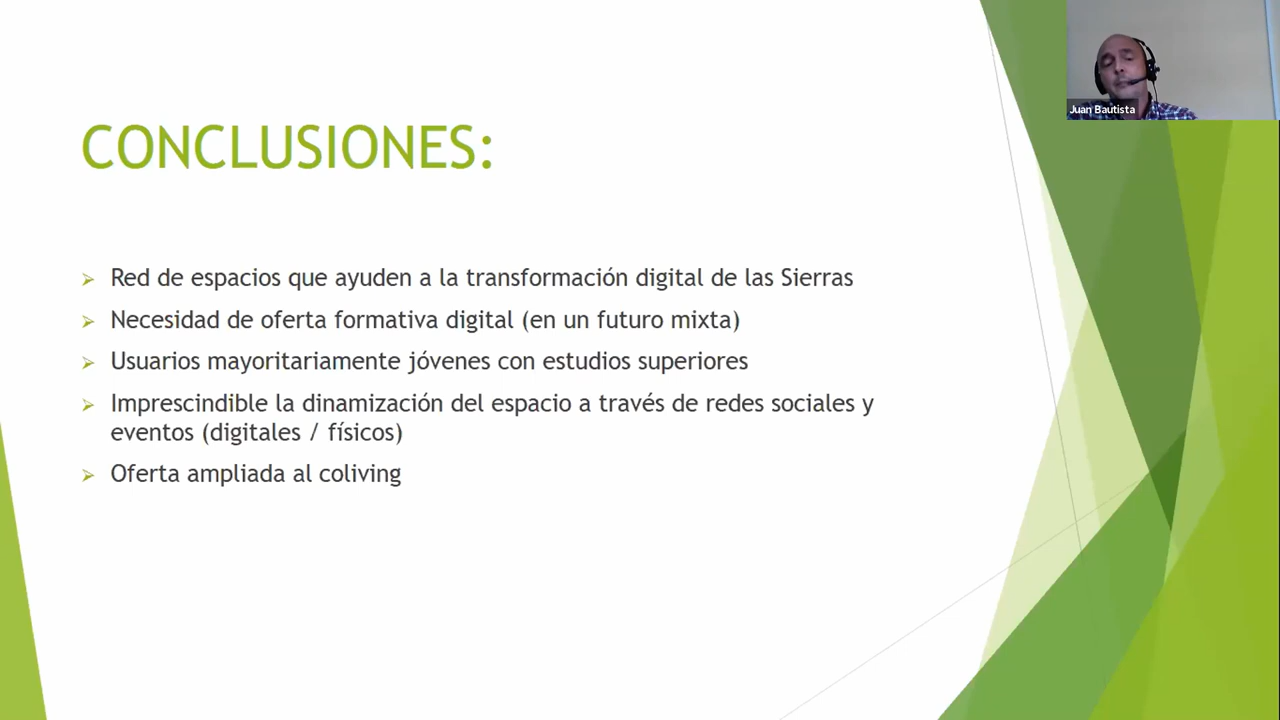 Juan Bautista
CONCLUSIONES:
Red de espacios que ayuden a la transformación digital de las Sierras
Necesidad de oferta formativa digital (en un futuro mixta)
Usuarios mayoritariamente jóvenes con estudios superiores
Imprescindible la dinamización del espacio a través de redes sociales y
eventos (digitales / físicos)
Oferta ampliada al coliving